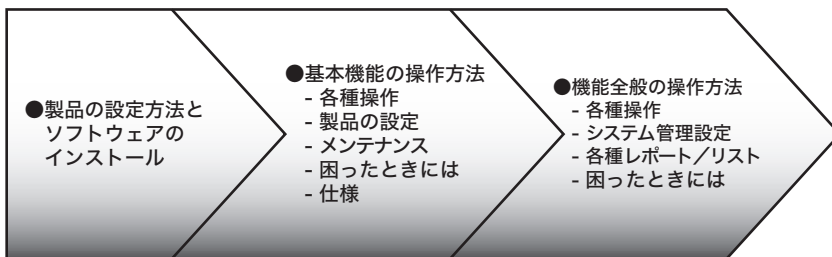 ●製品の設定方法と
ソフトウェアの
インストール
●基本機能の操作方法
- 各種操作
- 製品の設定
- メンテナンス
- 困ったときには
- 仕様
●機能全般の操作方法
- 各種操作
- システム管理設定
- 各種レポート／リスト
- 困ったときには